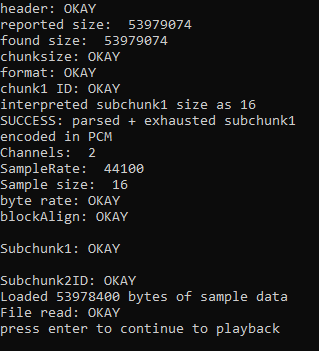 header: OKAY
reported size:  53979074
found size:  53979074
chunksize: OKAY
format: OKAY
chunk1 ID: OKAY
interpreted subchunk1 size as 16
SUCCESS: parsed + exhausted subchunk1
encoded in PCM
Channels:  2
SampleRate:  44100
Sample size:  16
byte rate: OKAY
blockAlign: OKAY
Subchunk1: OKAY
Subchunk2ID: OKAY
Loaded 53978400 bytes of sample data
File read: OKAY
press enter to continue to playback